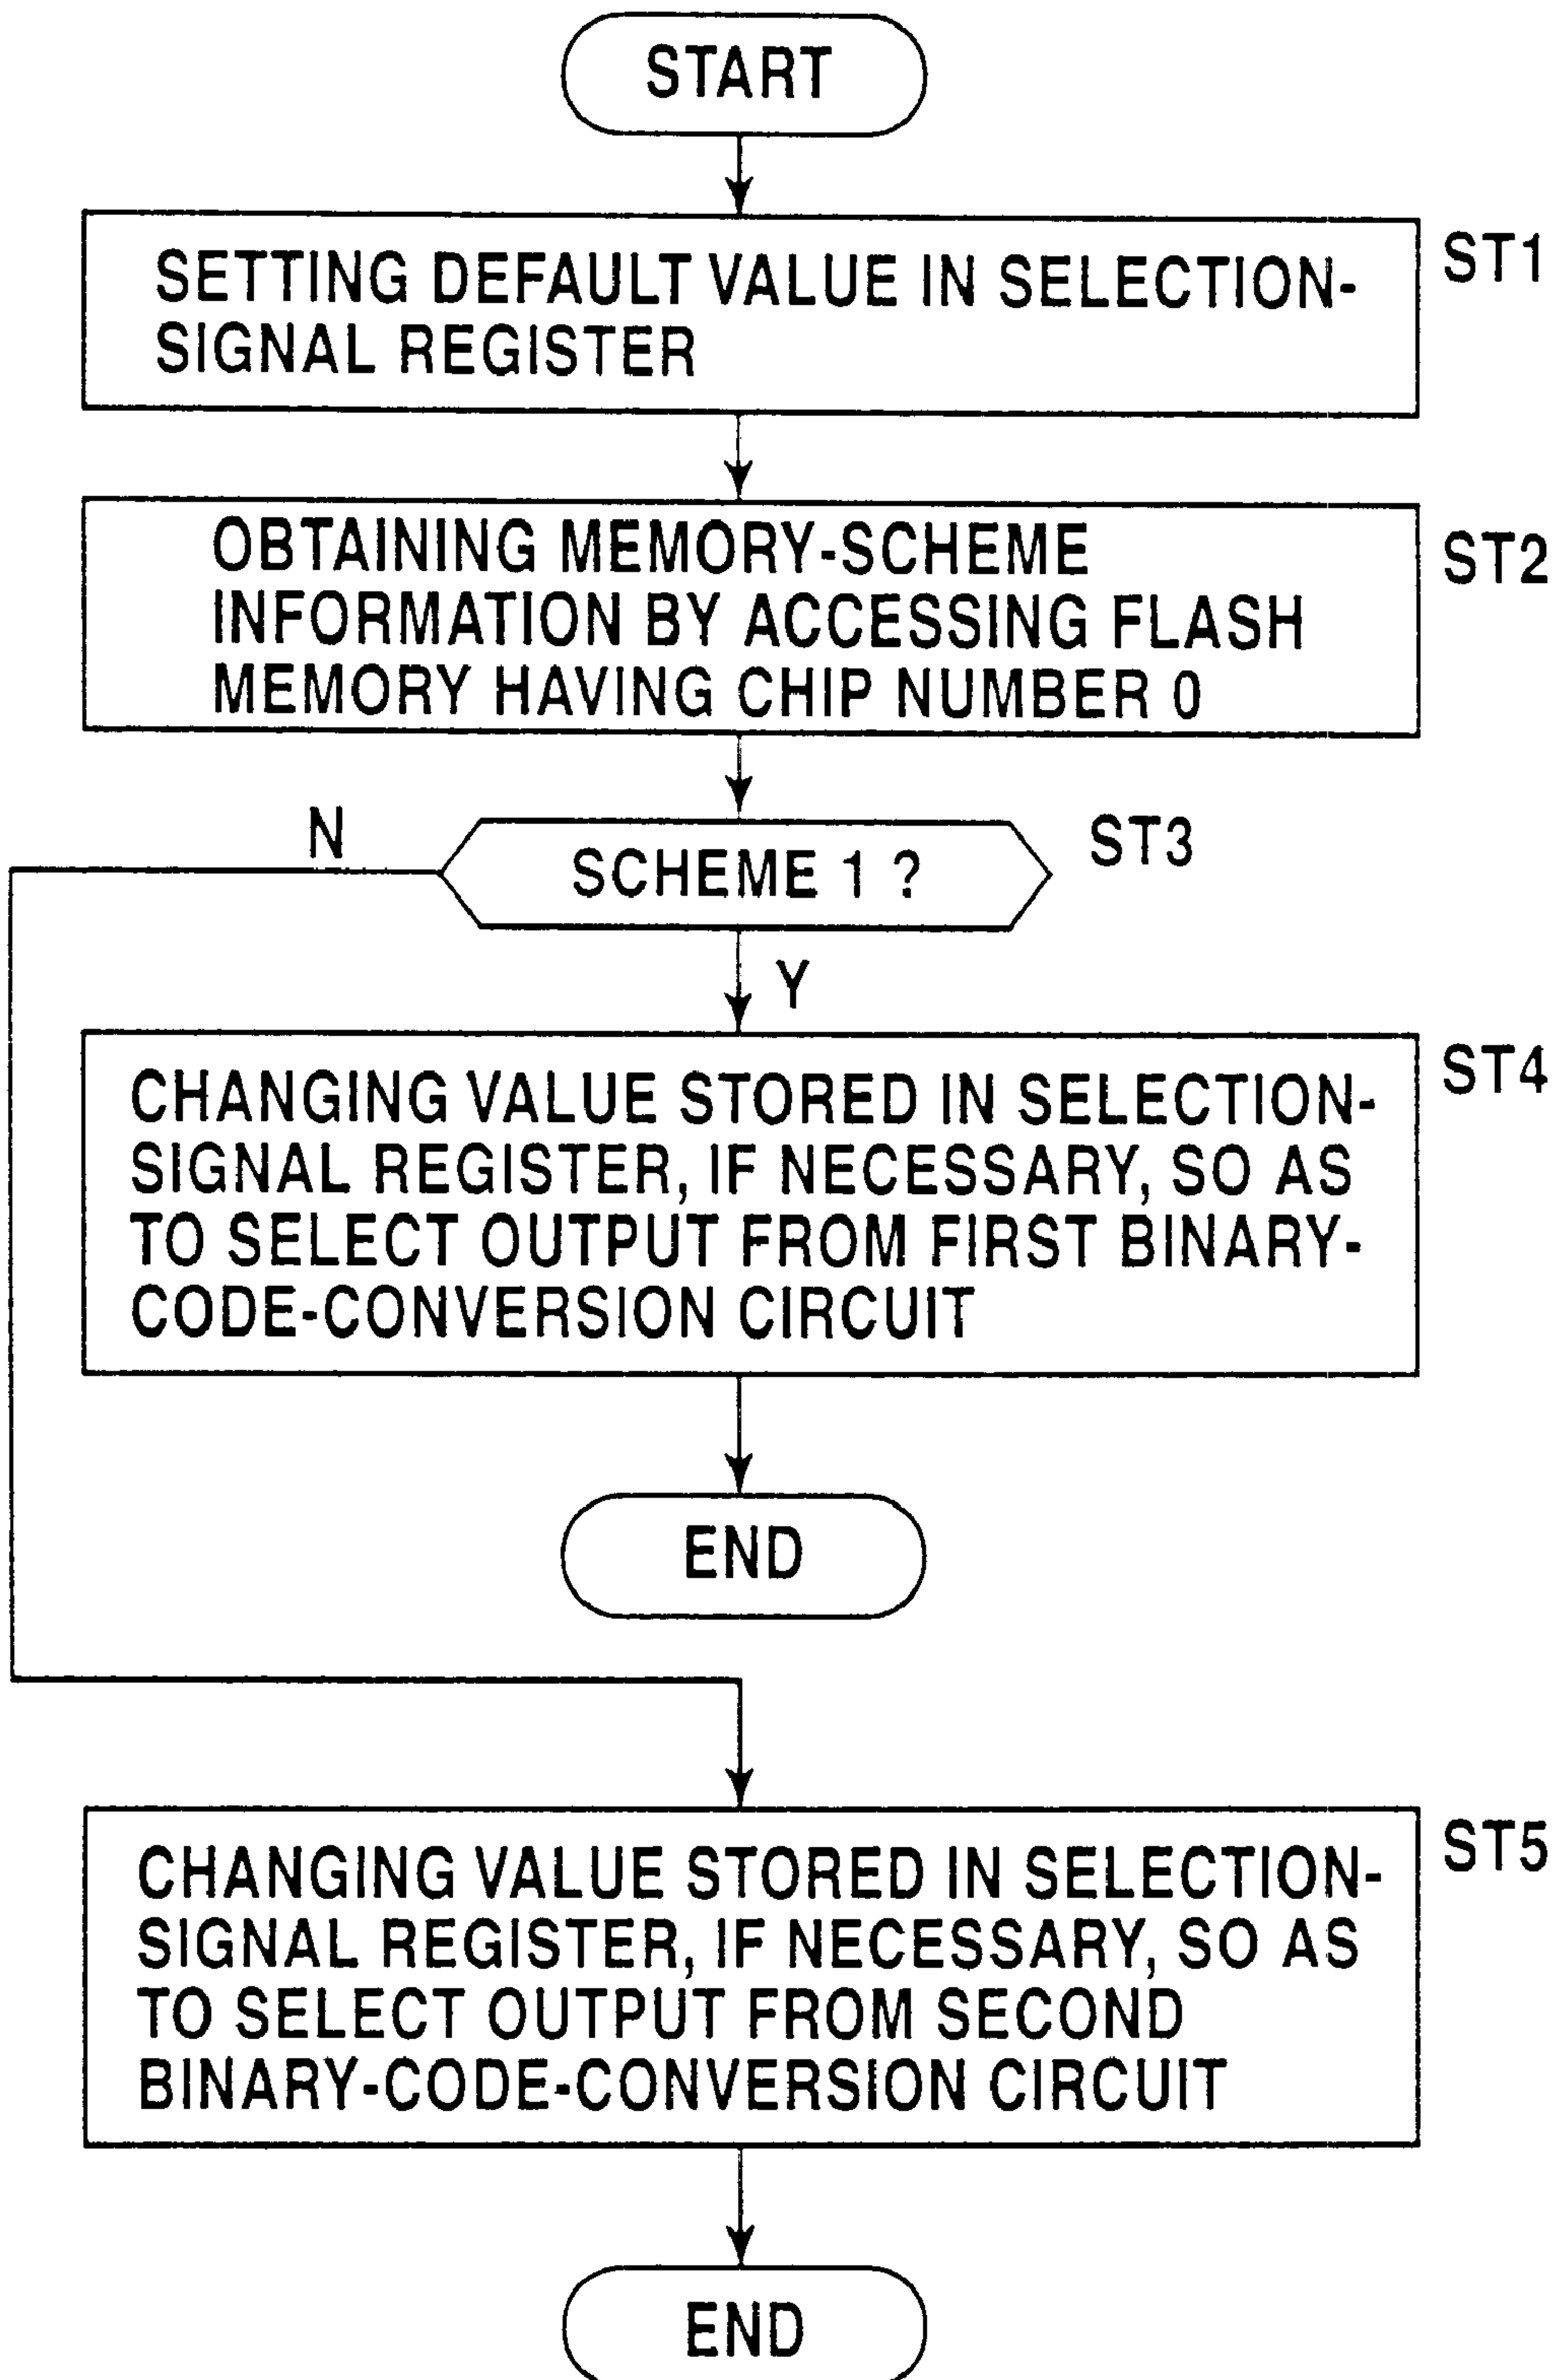 START
SETTING DEFAULT VALUE IN SELECTION-
SIGNAL REGISTER
ST1
OBTAINING MEMORY-SCHEME
INFORMATION BY ACCESSING FLASH
MEMORY HAVING CHIP NUMBER 0
ST2
N
SCHEME 1 ?
ST3
Y
CHANGING VALUE STORED IN SELECTION-
SIGNAL REGISTER, IF NECESSARY, SO AS
TO SELECT OUTPUT FROM FIRST BINARY-
CODE-CONVERSION CIRCUIT
ST4
END
CHANGING VALUE STORED IN SELECTION-
SIGNAL REGISTER, IF NECESSARY, SO AS
TO SELECT OUTPUT FROM SECOND
BINARY-CODE-CONVERSION CIRCUIT
ST5
END